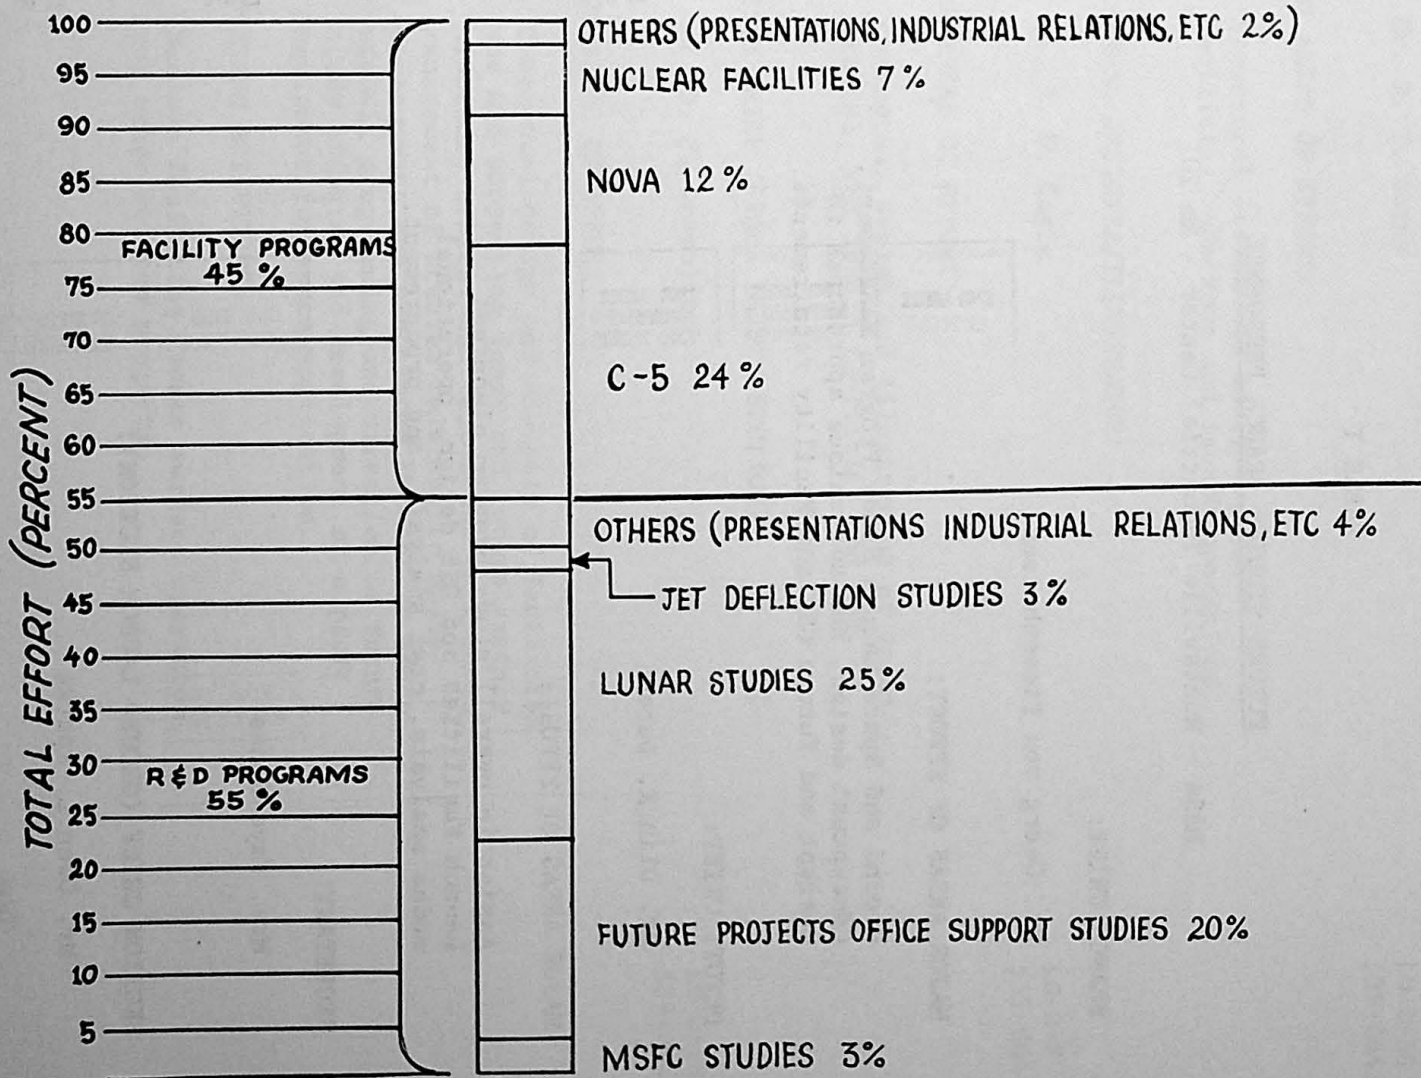 100
OTHERS (PRESENTATIONS, INDUSTRIAL RELATIONS, ETC 2%)
95
NUCLEAR FACILITIES 7%
90
85
NOVA 12%
80
FACILITY PROGRAMS
45 %
75
70
C-5 24%
65
60
55
TOTAL EFFORT (PERCENT)
OTHERS (PRESENTATIONS INDUSTRIAL RELATIONS, ETC 4%
50
JET DEFLECTION STUDIES 3%
45
40
LUNAR STUDIES 25%
35
30
R & D PROGRAMS
55 %
25
20
15
FUTURE PROJECTS OFFICE SUPPORT STUDIES 20%
10
5
MSFC STUDIES 3%